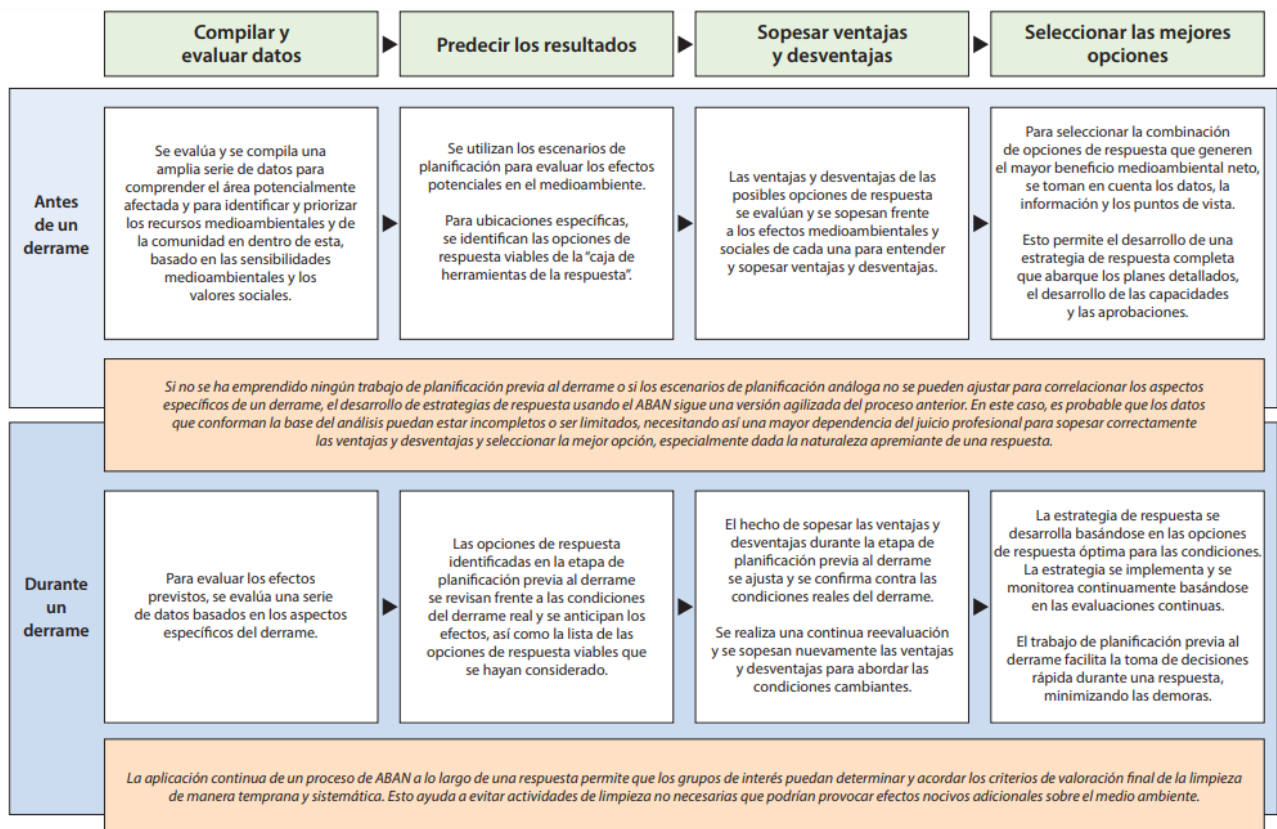 Compilar y
evaluar datos
Predecir los resultados
Sopesar ventajas
y desventajas
Seleccionar las mejores
opciones
Antes
de un
derrame
Se evalúa y se compila una
amplia serie de datos para
comprender el área potencialmente
afectada y para identificar y priorizar
los recursos medioambientales y de
la comunidad en dentro de esta,
basado en las sensibilidades
medioambientales y los
valores sociales.
Se utilizan los escenarios de
planificación para evaluar los efectos
potenciales en el medioambiente.
Para ubicaciones específicas,
se identifican las opciones de
respuesta viables de la “caja de
herramientas de la respuesta”.
Las ventajas y desventajas de las
posibles opciones de respuesta
se evalúan y se sopesan frente
a los efectos medioambientales y
sociales de cada una para entender
y sopesar ventajas y desventajas.
Para seleccionar la combinación
de opciones de respuesta que generen
el mayor beneficio medioambiental neto,
se toman en cuenta los datos, la
información y los puntos de vista.
Esto permite el desarrollo de una
estrategia de respuesta completa
que abarque los planes detallados,
el desarrollo de las capacidades
y las aprobaciones.
Si no se ha emprendido ningún trabajo de planificación previa al derrame o si los escenarios de planificación análoga no se pueden ajustar para correlacionar los aspectos
específicos de un derrame, el desarrollo de estrategias de respuesta usando el ABAN sigue una versión agilizada del proceso anterior. En este caso, es probable que los datos
que conforman la base del análisis puedan estar incompletos o ser limitados, necesitando así una mayor dependencia del juicio profesional para sopesar correctamente
las ventajas y desventajas y seleccionar la mejor opción, especialmente dada la naturaleza apremiante de una respuesta.
Durante
un
derrame
Para evaluar los efectos
previstos, se evalúa una serie
de datos basados en los aspectos
específicos del derrame.
Las opciones de respuesta
identificadas en la etapa de
planificación previa al derrame
se revisan frente a las condiciones
del derrame real y se anticipan los
efectos, así como la lista de las
opciones de respuesta viables que
se hayan considerado.
El hecho de sopesar las ventajas y
desventajas durante la etapa de
planificación previa al derrame
se ajusta y se confirma contra las
condiciones reales del derrame.
Se realiza una continua reevaluación
y se sopesan nuevamente las ventajas
y desventajas para abordar las
condiciones cambiantes.
La estrategia de respuesta se
desarrolla basándose en las opciones
de respuesta óptima para las condiciones.
La estrategia se implementa y se
monitorea continuamente basándose
en las evaluaciones continuas.
El trabajo de planificación previa al
derrame facilita la toma de decisiones
rápida durante una respuesta,
minimizando las demoras.
La aplicación continua de un proceso de ABAN a lo largo de una respuesta permite que los grupos de interés puedan determinar y acordar los criterios de valoración final de la limpieza
de manera temprana y sistemática. Esto ayuda a evitar actividades de limpieza no necesarias que podrían provocar efectos nocivos adicionales sobre el medio ambiente.